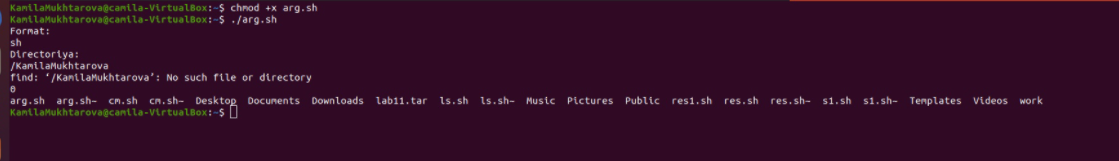 KamilaMukhtarova@camila-VirtualBox:~$ chmod +x arg.sh
KamilaMukhtarova@camila-VirtualBox:~$ ./arg.sh
Format:
sh
Directoriya:
/KamilaMukhtarova
find: ‘/KamilaMukhtarova’: No such file or directory
0
arg.sh arg.sh~ cm.sh cm.sh~ Desktop Documents Downloads lab11.tar ls.sh ls.sh~ Music Pictures Public res1.sh res.sh res.sh~ s1.sh s1.sh~ Templates Videos work
KamilaMukhtarova@camila-VirtualBox:~$